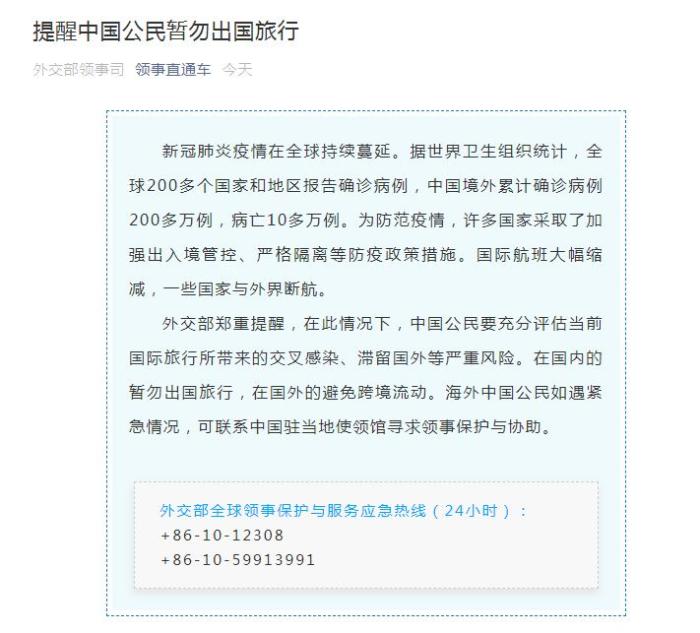 提醒中国公民暂勿出国旅行
外交部领事司 领事直通车 今天
新冠肺炎疫情在全球持续蔓延。据世界卫生组织统计，全
球200多个国家和地区报告确诊病例，中国境外累计确诊病例
200多万例，病亡10多万例。为防范疫情，许多国家采取了加
强出入境管控、严格隔离等防疫政策措施。国际航班大幅缩
减，一些国家与外界断航。
外交部郑重提醒，在此情况下，中国公民要充分评估当前
国际旅行所带来的交叉感染、滞留国外等严重风险。在国内的
暂勿出国旅行，在国外的避免跨境流动。海外中国公民如遇紧
急情况，可联系中国驻当地使领馆寻求领事保护与协助。
外交部全球领事保护与服务应急热线（24小时）：
+86-10-12308
+86-10-59913991